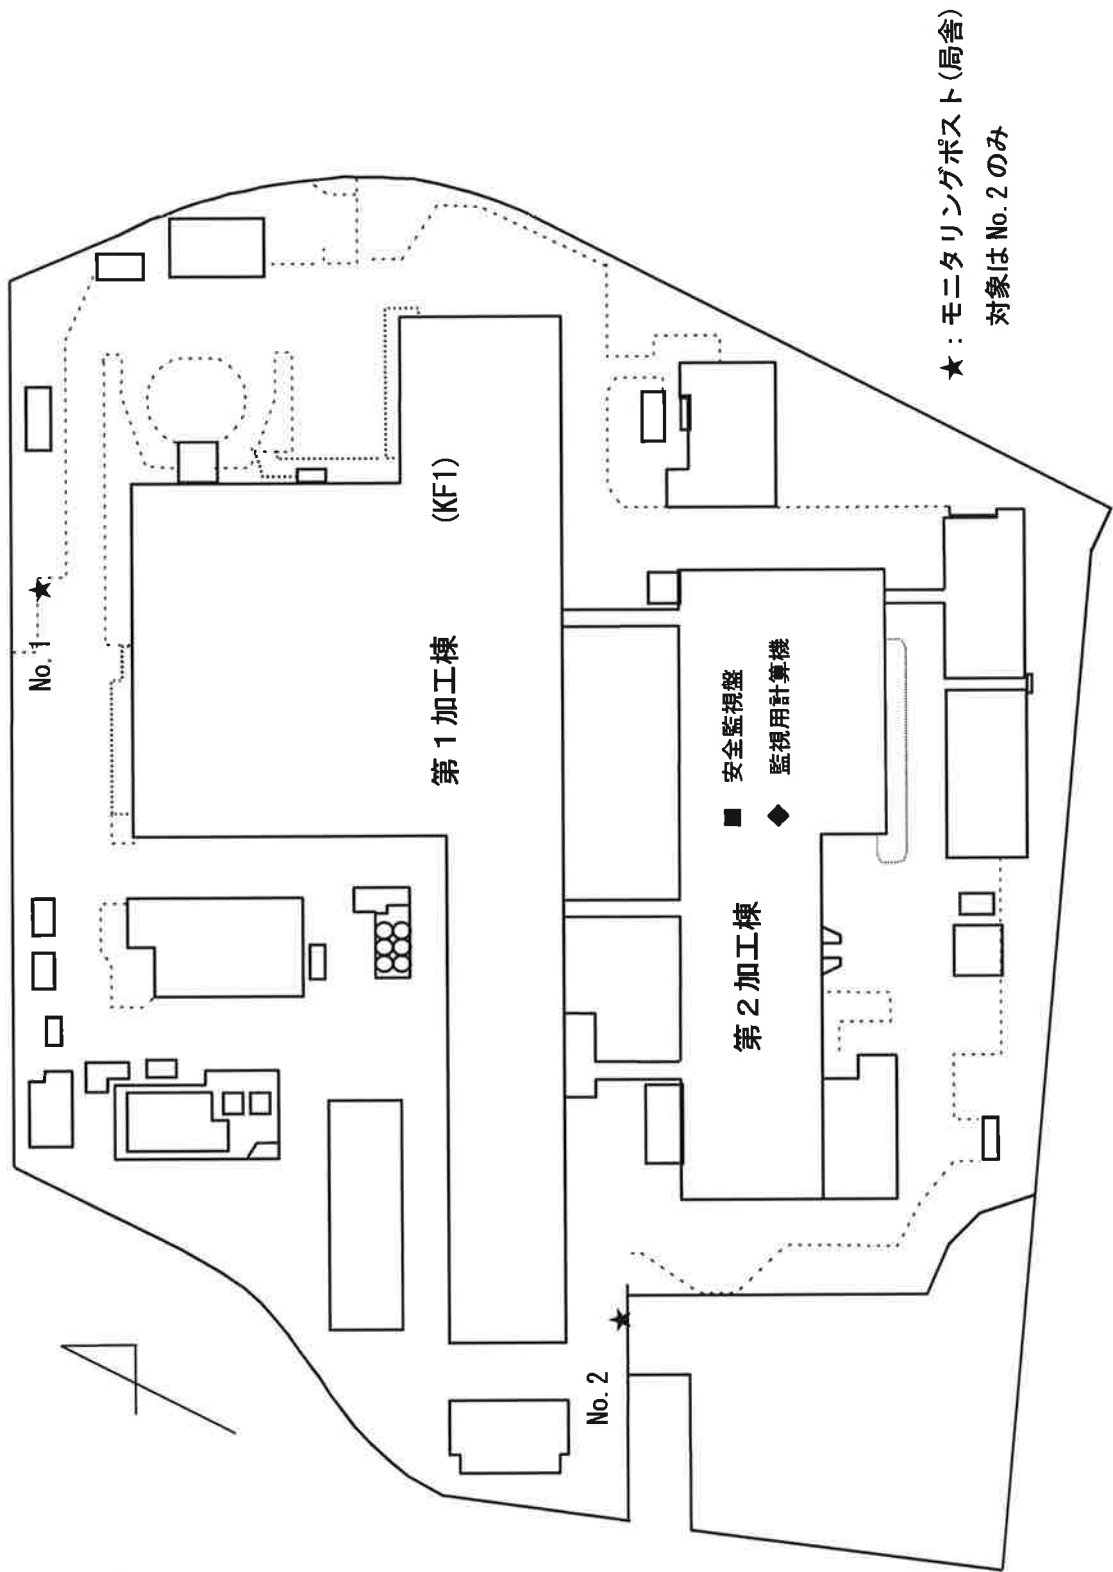 No. 1
第１加工棟
(KF1)
■ 安全監視盤
◆ 監視用計算機
第２加工棟
No. 2
★：モニタリングポスト(局舎)
対象は No. 2 のみ